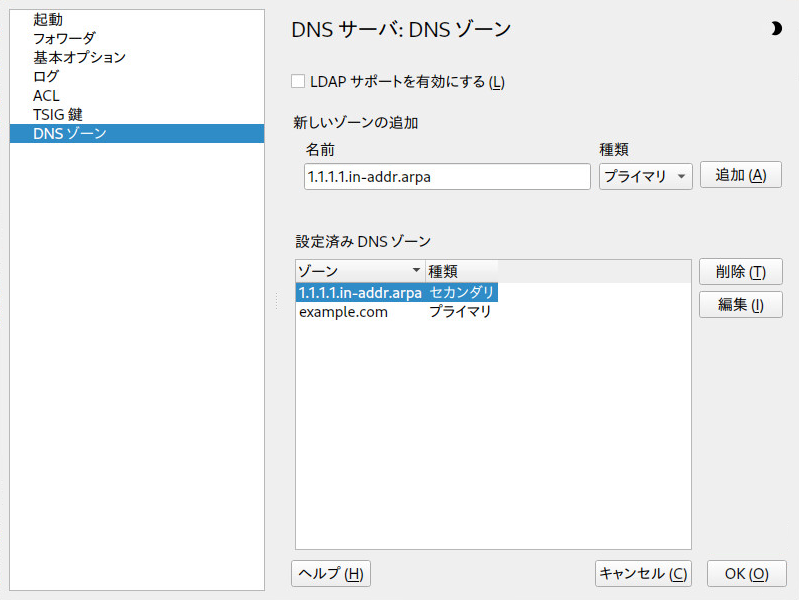 起動
フォワーダ
基本オプション
ログ
ACL
TSIG 鍵
DNS ゾーン
DNS サーバ: DNS ゾーン
LDAP サポートを有効にする (L)
新しいゾーンの追加
名前 種類
1.1.1.1.in-addr.arpa プライマリ 追加 (A)
設定済み DNS ゾーン
ゾーン 種類 削除 (T)
1.1.1.1.in-addr.arpa セカンダリ 編集 (I)
example.com プライマリ
ヘルプ (H) キャンセル (C) OK (O)